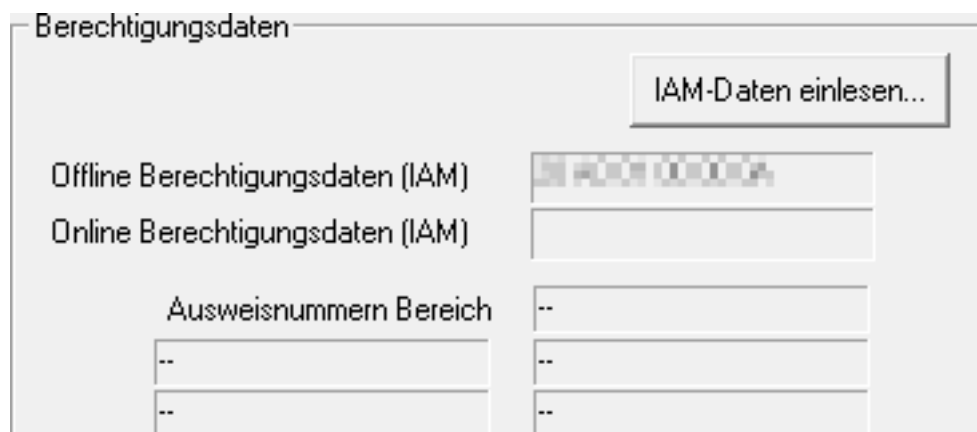 Berechtigungsdaten
IAM-Daten einlesen...
Offline Berechtigungsdaten (IAM)
Online Berechtigungsdaten (IAM)
Ausweisnummern Bereich --
-- --
-- --